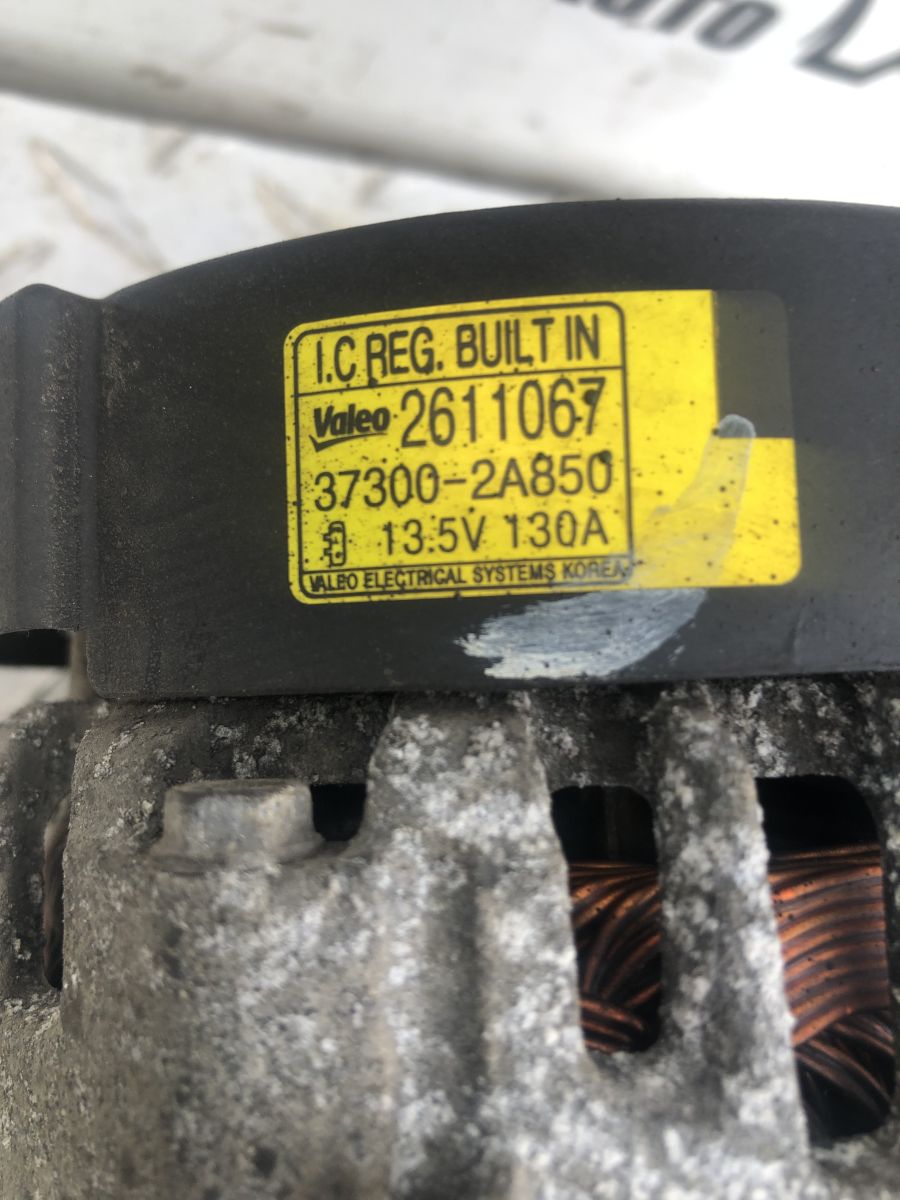 I.C REG. BUILT IN
Valeo 2611067
37300-2A850
13.5V 130A
VALEO ELECTRICAL SYSTEMS KOREA